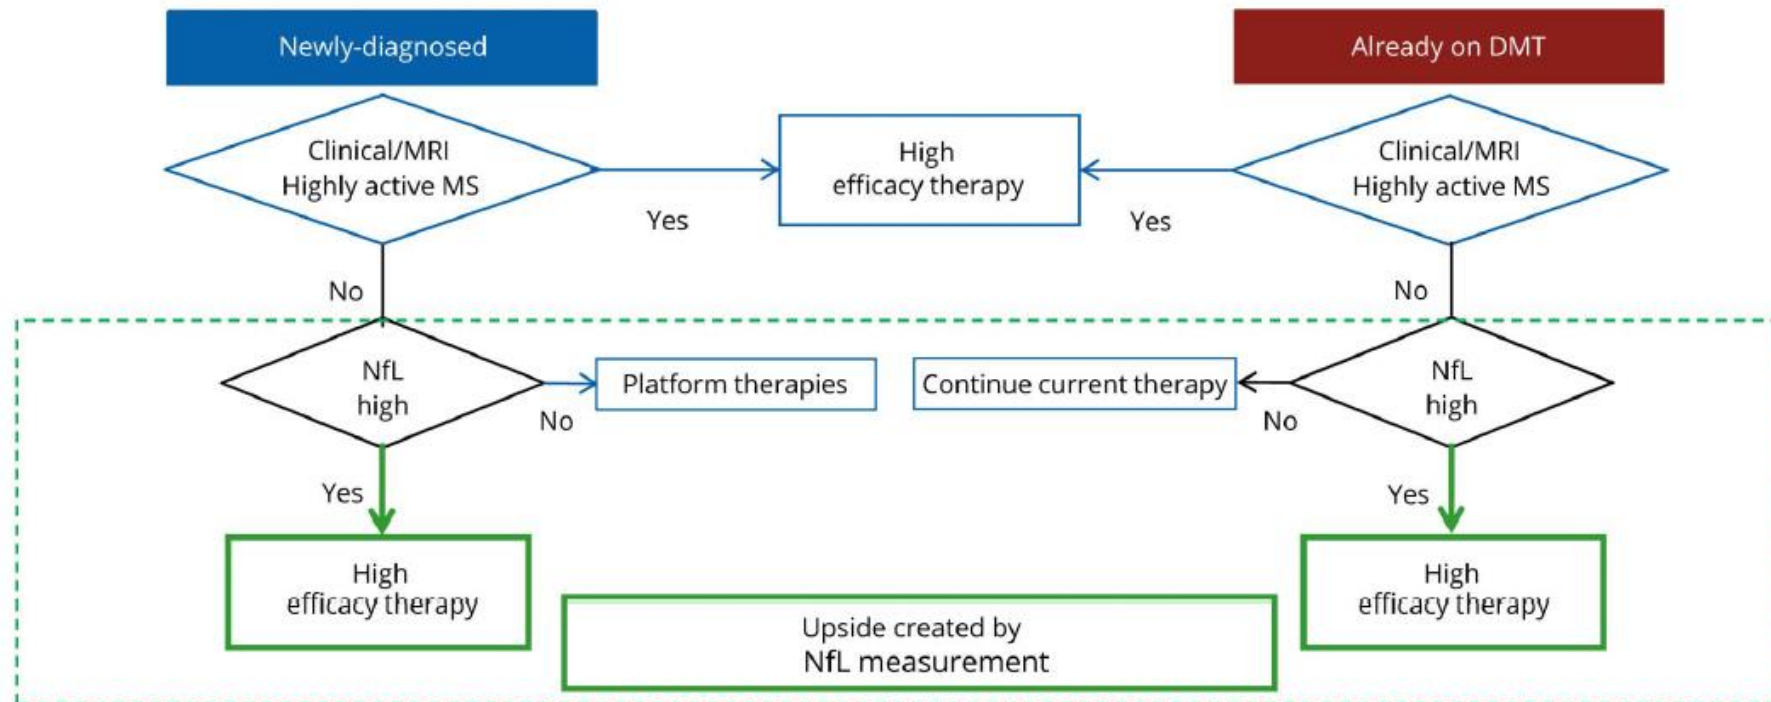 Newly-diagnosed
Already on DMT
Clinical/MRI
Highly active MS
High
efficacy therapy
Clinical/MRI
Highly active MS
Yes
Yes
No
No
NfL
high
Platform therapies
Continue current therapy
NfL
high
No
No
Yes
Yes
High
efficacy therapy
High
efficacy therapy
Upside created by
NfL measurement